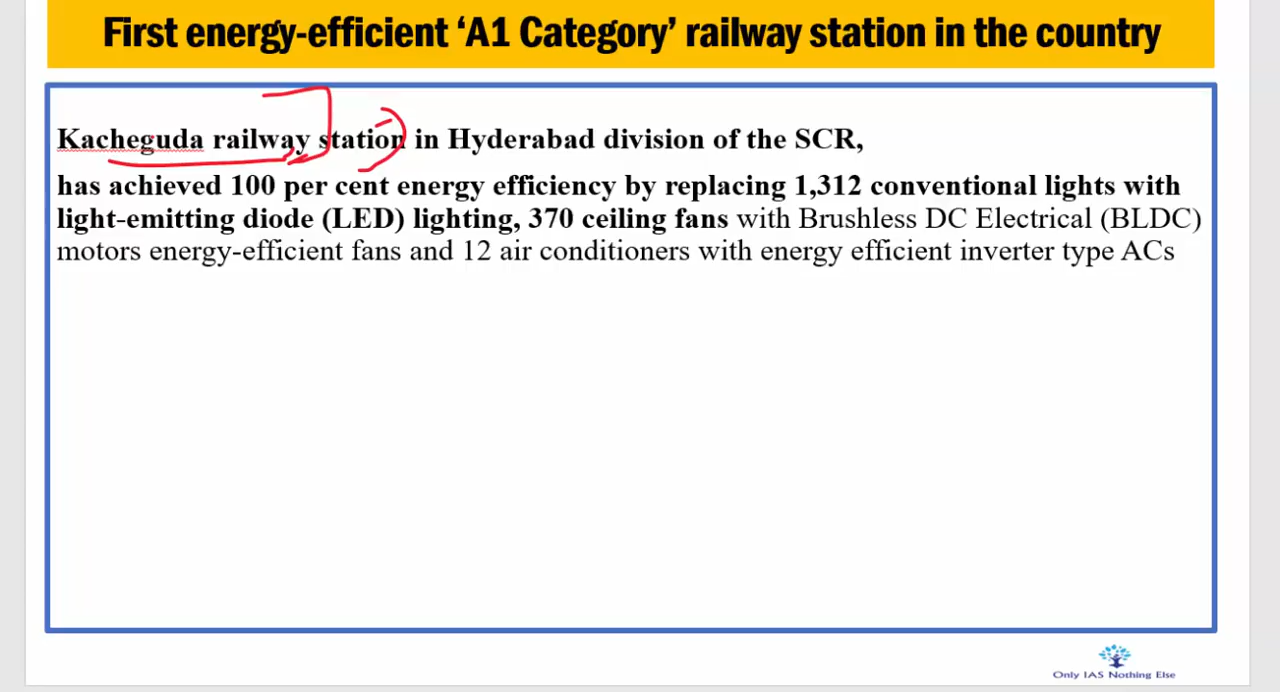 First energy-efficient ‘A1 Category’ railway station in the country
Kacheguda railway station in Hyderabad division of the SCR,
has achieved 100 per cent energy efficiency by replacing 1,312 conventional lights with
light-emitting diode (LED) lighting, 370 ceiling fans with Brushless DC Electrical (BLDC)
motors energy-efficient fans and 12 air conditioners with energy efficient inverter type ACs
Only IAS Nothing Else